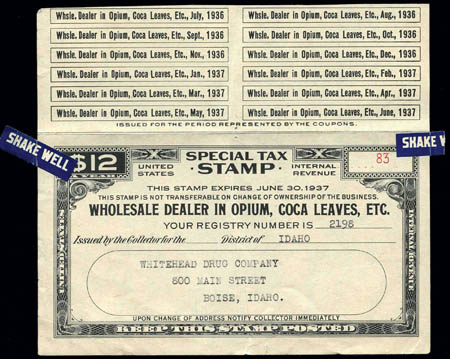 Whsle. Dealer in Opium, Coca Leaves, Etc., July, 1936
Whsle. Dealer in Opium, Coca Leaves, Etc., Aug., 1936
Whsle. Dealer in Opium, Coca Leaves, Etc., Sept., 1936
Whsle. Dealer in Opium, Coca Leaves, Etc., Oct., 1936
Whsle. Dealer in Opium, Coca Leaves, Etc., Nov., 1936
Whsle. Dealer in Opium, Coca Leaves, Etc., Dec., 1936
Whsle. Dealer in Opium, Coca Leaves, Etc., Jan., 1937
Whsle. Dealer in Opium, Coca Leaves, Etc., Feb., 1937
Whsle. Dealer in Opium, Coca Leaves, Etc., Mar., 1937
Whsle. Dealer in Opium, Coca Leaves, Etc., Apr., 1937
Whsle. Dealer in Opium, Coca Leaves, Etc., May, 1937
Whsle. Dealer in Opium, Coca Leaves, Etc., June, 1937
ISSUED FOR THE PERIOD REPRESENTED BY THE COUPONS.
SHAKE WELL
SHAKE WELL
$12
A YEAR
UNITED STATES
SPECIAL TAX
STAMP
INTERNAL REVENUE
83
THIS STAMP EXPIRES JUNE 30, 1937
THIS STAMP IS NOT TRANSFERABLE ON CHANGE OF OWNERSHIP OF THE BUSINESS.
WHOLESALE DEALER IN OPIUM, COCA LEAVES, ETC.
YOUR REGISTRY NUMBER IS 2198
Issued by the Collector for the District of IDAHO
WHITEHEAD DRUG COMPANY
800 MAIN STREET
BOISE, IDAHO.
UNITED STATES
INTERNAL REVENUE
UPON CHANGE OF ADDRESS NOTIFY COLLECTOR IMMEDIATELY
KEEP THIS STAMP POSTED